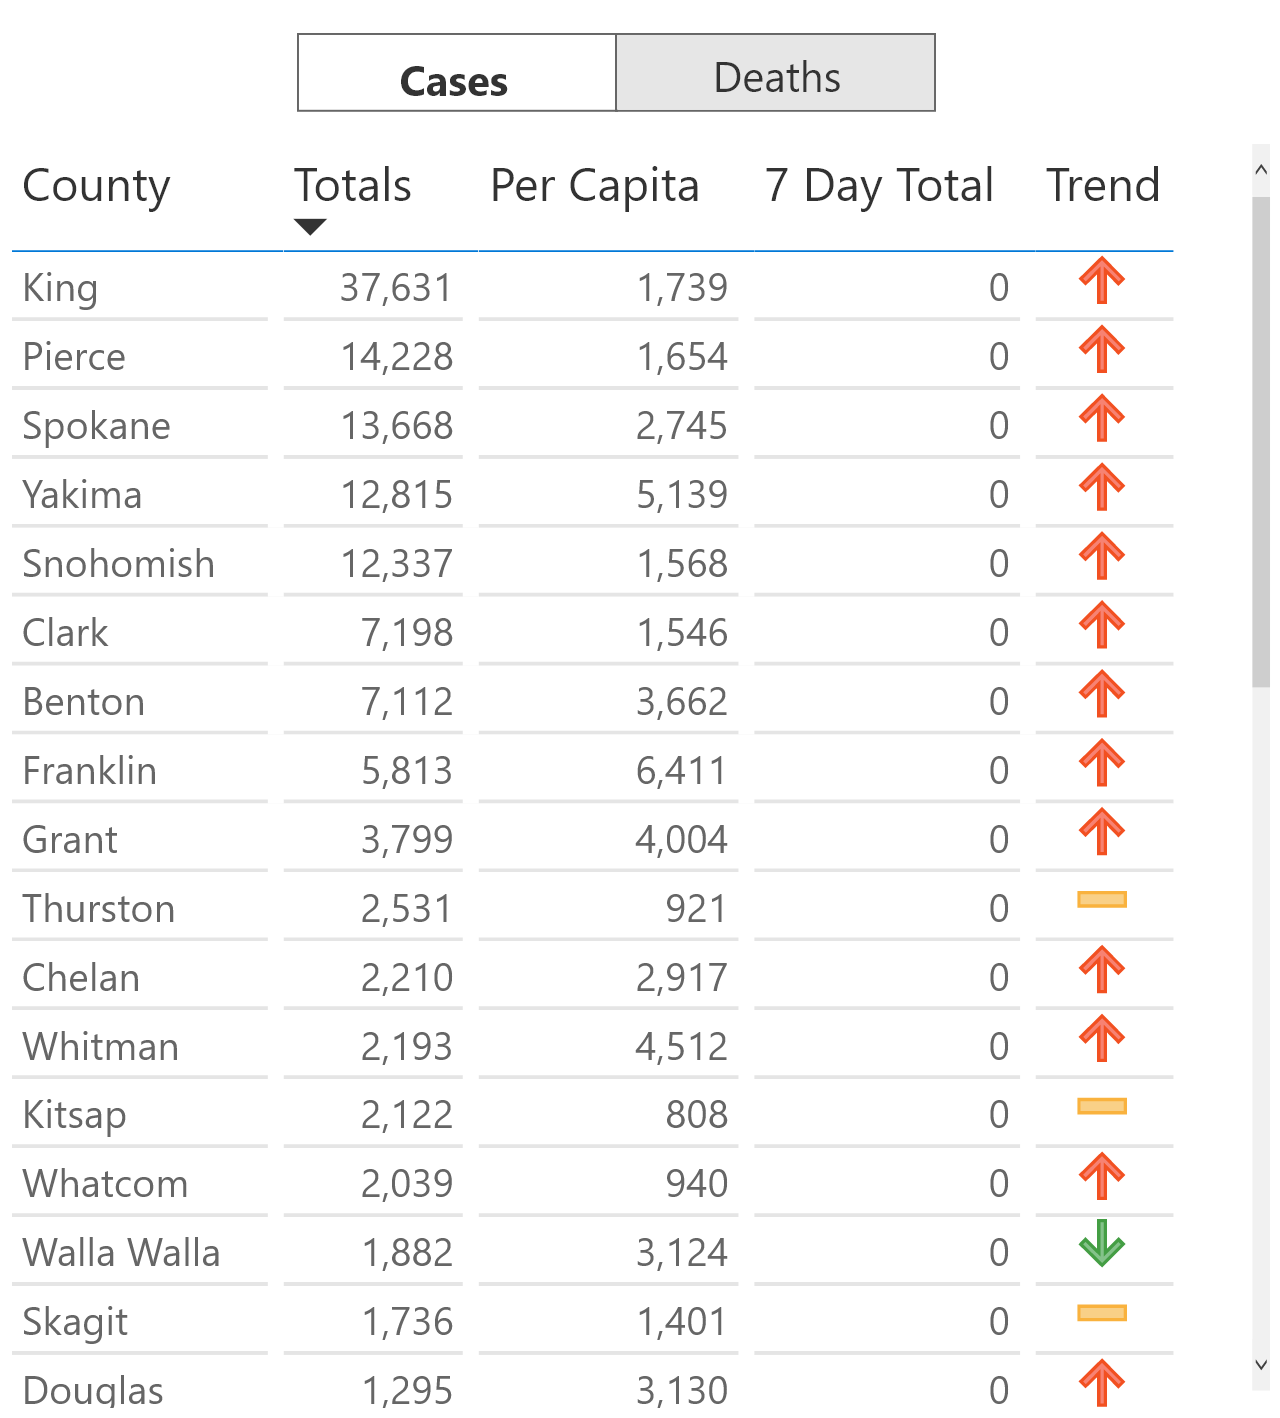 Cases Deaths
County Totals Per Capita 7 Day Total Trend
King 37,631 1,739 0
Pierce 14,228 1,654 0
Spokane 13,668 2,745 0
Yakima 12,815 5,139 0
Snohomish 12,337 1,568 0
Clark 7,198 1,546 0
Benton 7,112 3,662 0
Franklin 5,813 6,411 0
Grant 3,799 4,004 0
Thurston 2,531 921 0
Chelan 2,210 2,917 0
Whitman 2,193 4,512 0
Kitsap 2,122 808 0
Whatcom 2,039 940 0
Walla Walla 1,882 3,124 0
Skagit 1,736 1,401 0
Douglas 1,295 3,130 0